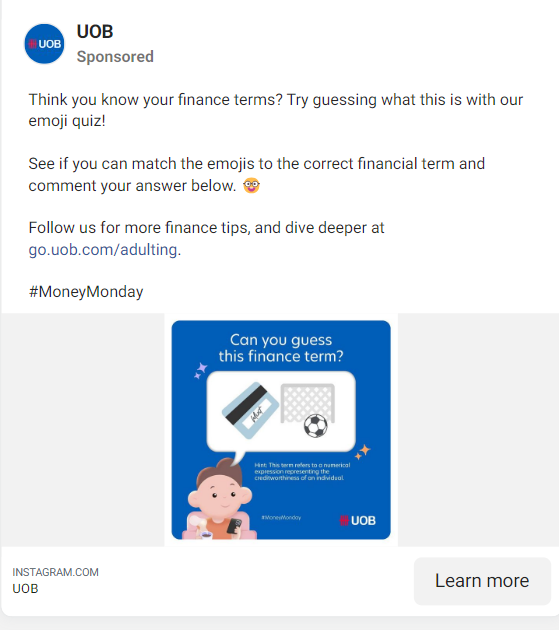 UOB
UOB
Sponsored
Think you know your finance terms? Try guessing what this is with our
emoji quiz!
See if you can match the emojis to the correct financial term and
comment your answer below. 🤓
Follow us for more finance tips, and dive deeper at
go.uob.com/adulting.
#MoneyMonday
Can you guess
this finance term?
Hint: This term refers to a numerical
expression representing the
creditworthiness of an individual.
#MoneyMonday
UOB
INSTAGRAM.COM
UOB
Learn more